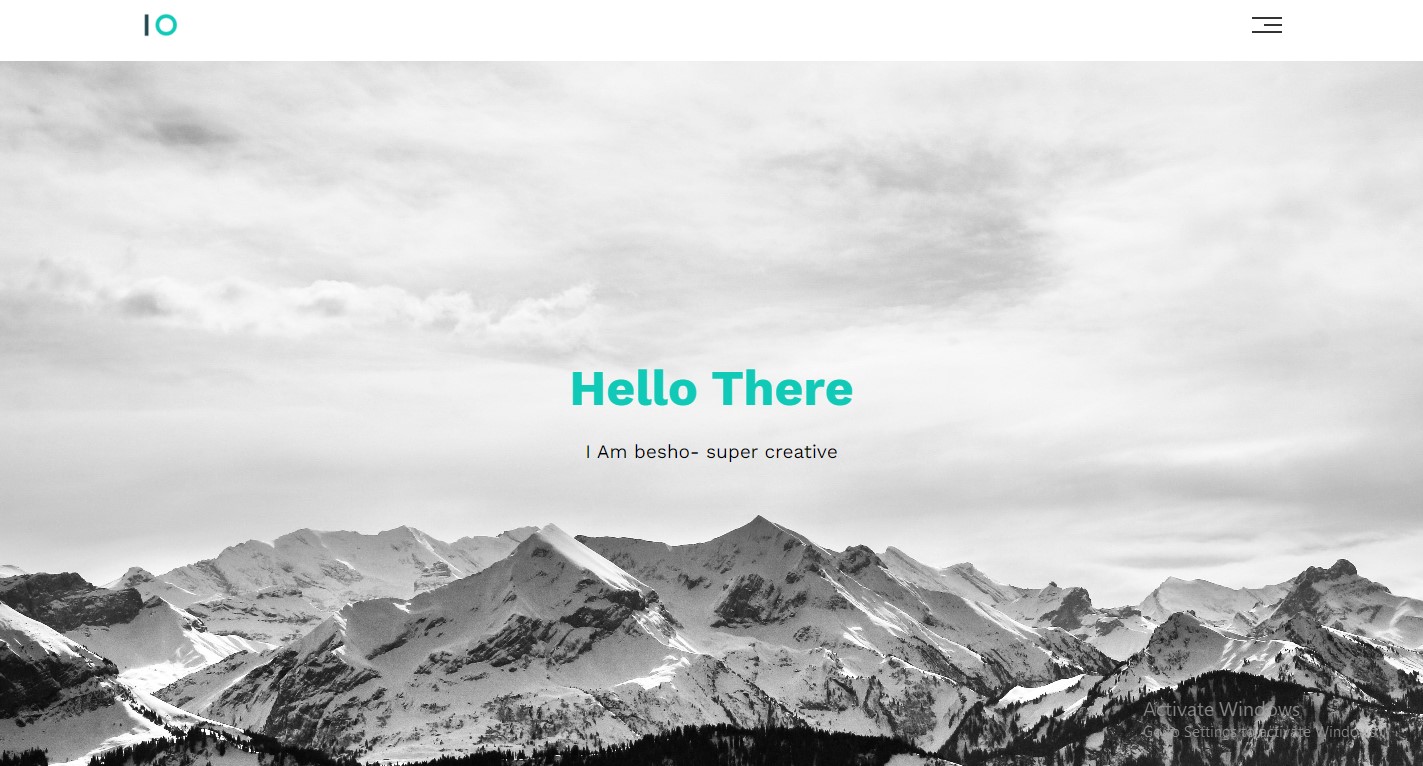 IO
Hello There
I Am besho- super creative
Activate Windows
Go to Settings to activate Windows.